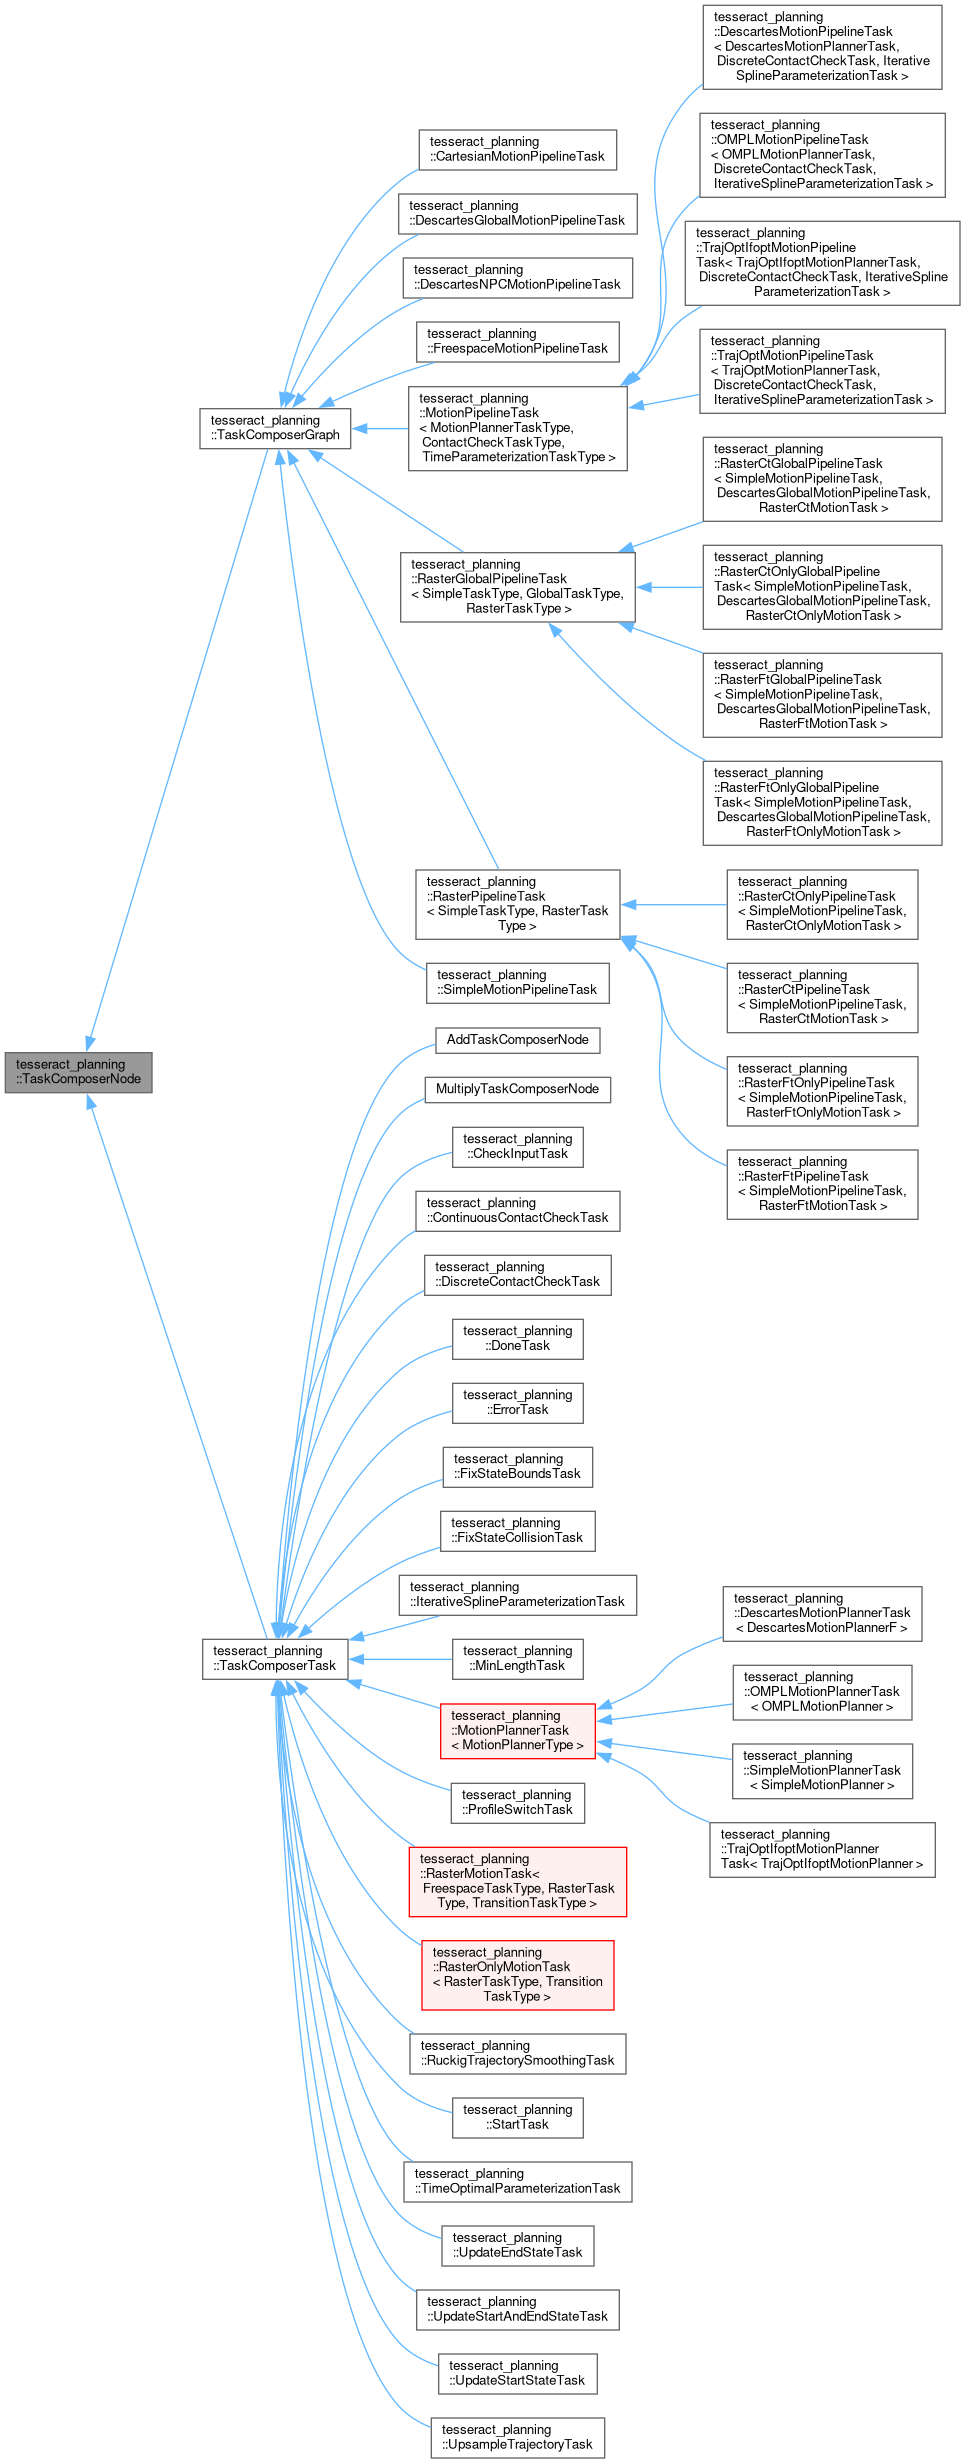 tesseract_planning
::TaskComposerNode
tesseract_planning
::TaskComposerGraph
tesseract_planning
::CartesianMotionPipelineTask
tesseract_planning
::DescartesGlobalMotionPipelineTask
tesseract_planning
::DescartesNPCMotionPipelineTask
tesseract_planning
::FreespaceMotionPipelineTask
tesseract_planning
::MotionPipelineTask
< MotionPlannerTaskType,
ContactCheckTaskType,
TimeParameterizationTaskType >
tesseract_planning
::DescartesMotionPipelineTask
< DescartesMotionPlannerTask,
DiscreteContactCheckTask, Iterative
SplineParameterizationTask >
tesseract_planning
::OMPLMotionPipelineTask
< OMPLMotionPlannerTask,
DiscreteContactCheckTask,
IterativeSplineParameterizationTask >
tesseract_planning
::TrajOptIfoptMotionPipeline
Task< TrajOptIfoptMotionPlannerTask,
DiscreteContactCheckTask, IterativeSpline
ParameterizationTask >
tesseract_planning
::TrajOptMotionPipelineTask
< TrajOptMotionPlannerTask,
DiscreteContactCheckTask,
IterativeSplineParameterizationTask >
tesseract_planning
::RasterGlobalPipelineTask
< SimpleTaskType, GlobalTaskType,
RasterTaskType >
tesseract_planning
::RasterCtGlobalPipelineTask
< SimpleMotionPipelineTask,
DescartesGlobalMotionPipelineTask,
RasterCtMotionTask >
tesseract_planning
::RasterCtOnlyGlobalPipeline
Task< SimpleMotionPipelineTask,
DescartesGlobalMotionPipelineTask,
RasterCtOnlyMotionTask >
tesseract_planning
::RasterFtGlobalPipelineTask
< SimpleMotionPipelineTask,
DescartesGlobalMotionPipelineTask,
RasterFtMotionTask >
tesseract_planning
::RasterFtOnlyGlobalPipeline
Task< SimpleMotionPipelineTask,
DescartesGlobalMotionPipelineTask,
RasterFtOnlyMotionTask >
tesseract_planning
::RasterPipelineTask
< SimpleTaskType, RasterTask
Type >
tesseract_planning
::RasterCtOnlyPipelineTask
< SimpleMotionPipelineTask,
RasterCtOnlyMotionTask >
tesseract_planning
::RasterCtPipelineTask
< SimpleMotionPipelineTask,
RasterCtMotionTask >
tesseract_planning
::RasterFtOnlyPipelineTask
< SimpleMotionPipelineTask,
RasterFtOnlyMotionTask >
tesseract_planning
::RasterFtPipelineTask
< SimpleMotionPipelineTask,
RasterFtMotionTask >
tesseract_planning
::SimpleMotionPipelineTask
tesseract_planning
::TaskComposerTask
AddTaskComposerNode
MultiplyTaskComposerNode
tesseract_planning
::CheckInputTask
tesseract_planning
::ContinuousContactCheckTask
tesseract_planning
::DiscreteContactCheckTask
tesseract_planning
::DoneTask
tesseract_planning
::ErrorTask
tesseract_planning
::FixStateBoundsTask
tesseract_planning
::FixStateCollisionTask
tesseract_planning
::IterativeSplineParameterizationTask
tesseract_planning
::MinLengthTask
tesseract_planning
::MotionPlannerTask
< MotionPlannerType >
tesseract_planning
::DescartesMotionPlannerTask
< DescartesMotionPlannerF >
tesseract_planning
::OMPLMotionPlannerTask
< OMPLMotionPlanner >
tesseract_planning
::SimpleMotionPlannerTask
< SimpleMotionPlanner >
tesseract_planning
::TrajOptIfoptMotionPlanner
Task< TrajOptIfoptMotionPlanner >
tesseract_planning
::ProfileSwitchTask
tesseract_planning
::RasterMotionTask<
FreespaceTaskType, RasterTask
Type, TransitionTaskType >
tesseract_planning
::RasterOnlyMotionTask
< RasterTaskType, Transition
TaskType >
tesseract_planning
::RuckigTrajectorySmoothingTask
tesseract_planning
::StartTask
tesseract_planning
::TimeOptimalParameterizationTask
tesseract_planning
::UpdateEndStateTask
tesseract_planning
::UpdateStartAndEndStateTask
tesseract_planning
::UpdateStartStateTask
tesseract_planning
::UpsampleTrajectoryTask